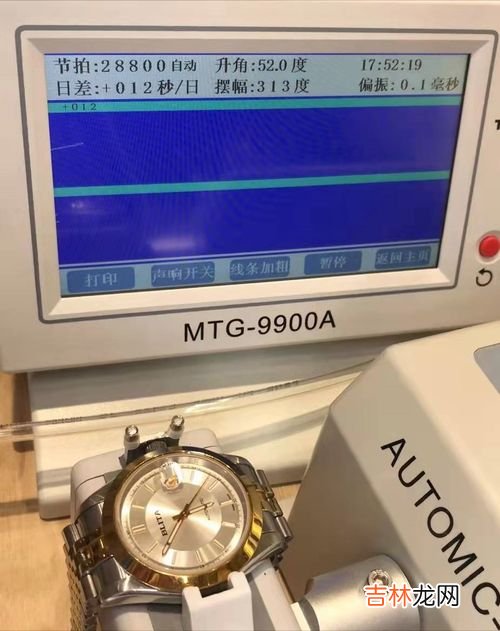 节拍:28800自动 升角:52.0度 17:52:19
日差:+012秒/日 摆幅:313度 偏振:0.1毫秒
+012
打印 声响开关 线条加粗 暂停 返回主页
MTG-9900A
AUTOMIC
BLITA
吉林龙网